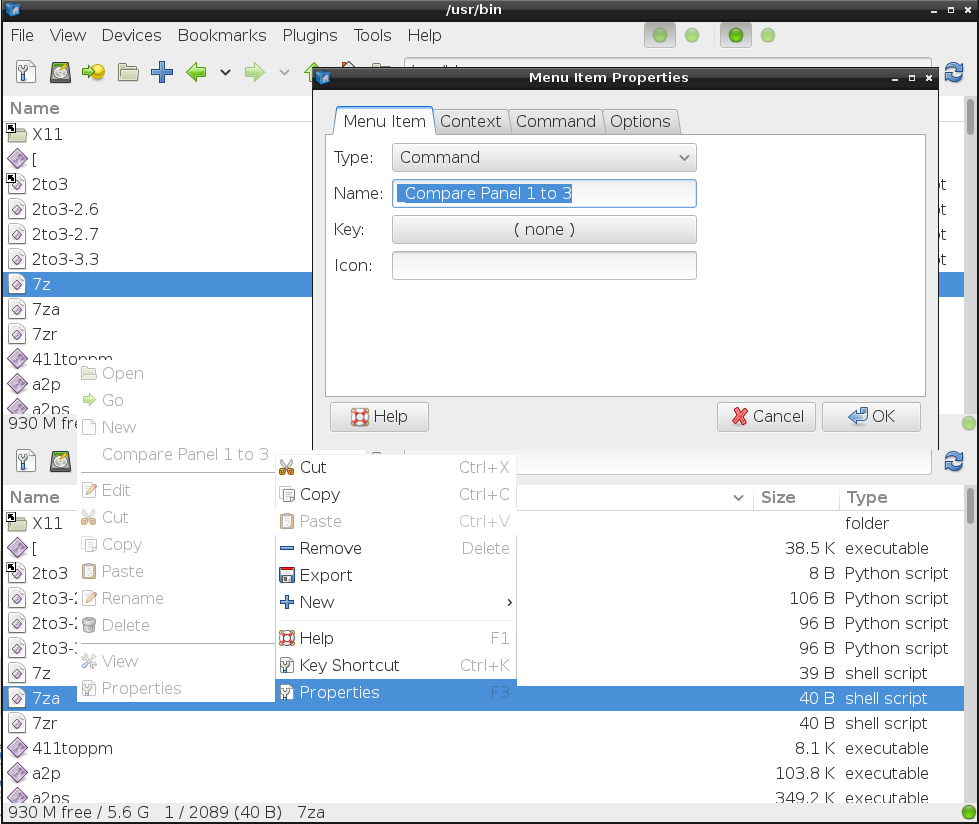 /usr/bin
File View Devices Bookmarks Plugins Tools Help
Menu Item Properties
Name
Menu Item Context Command Options
X11
Type: Command
[
2to3
Name: Compare Panel 1 to 3
2to3-2.6
Key: ( none )
2to3-2.7
2to3-3.3
Icon:
7z
7za
7zr
411toppm
Open
a2p
Go
a2ps
Help Cancel OK
930 M fre
New
Compare Panel 1 to 3
Cut Ctrl+X
Edit
Copy Ctrl+C
Name Size Type
Cut
Paste Ctrl+V
X11 folder
Copy
Remove Delete
[ 38.5 K executable
Paste
Export
2to3 8 B Python script
Rename
New
2to3-2 106 B Python script
Delete
2to3-2 96 B Python script
Help F1
2to3-3 96 B Python script
View
Key Shortcut Ctrl+K
7z 39 B shell script
Properties
Properties F3
7za 40 B shell script
7zr 40 B shell script
411toppm 8.1 K executable
a2p 103.8 K executable
a2ps 349.2 K executable
930 M free / 5.6 G 1 / 2089 (40 B) 7za